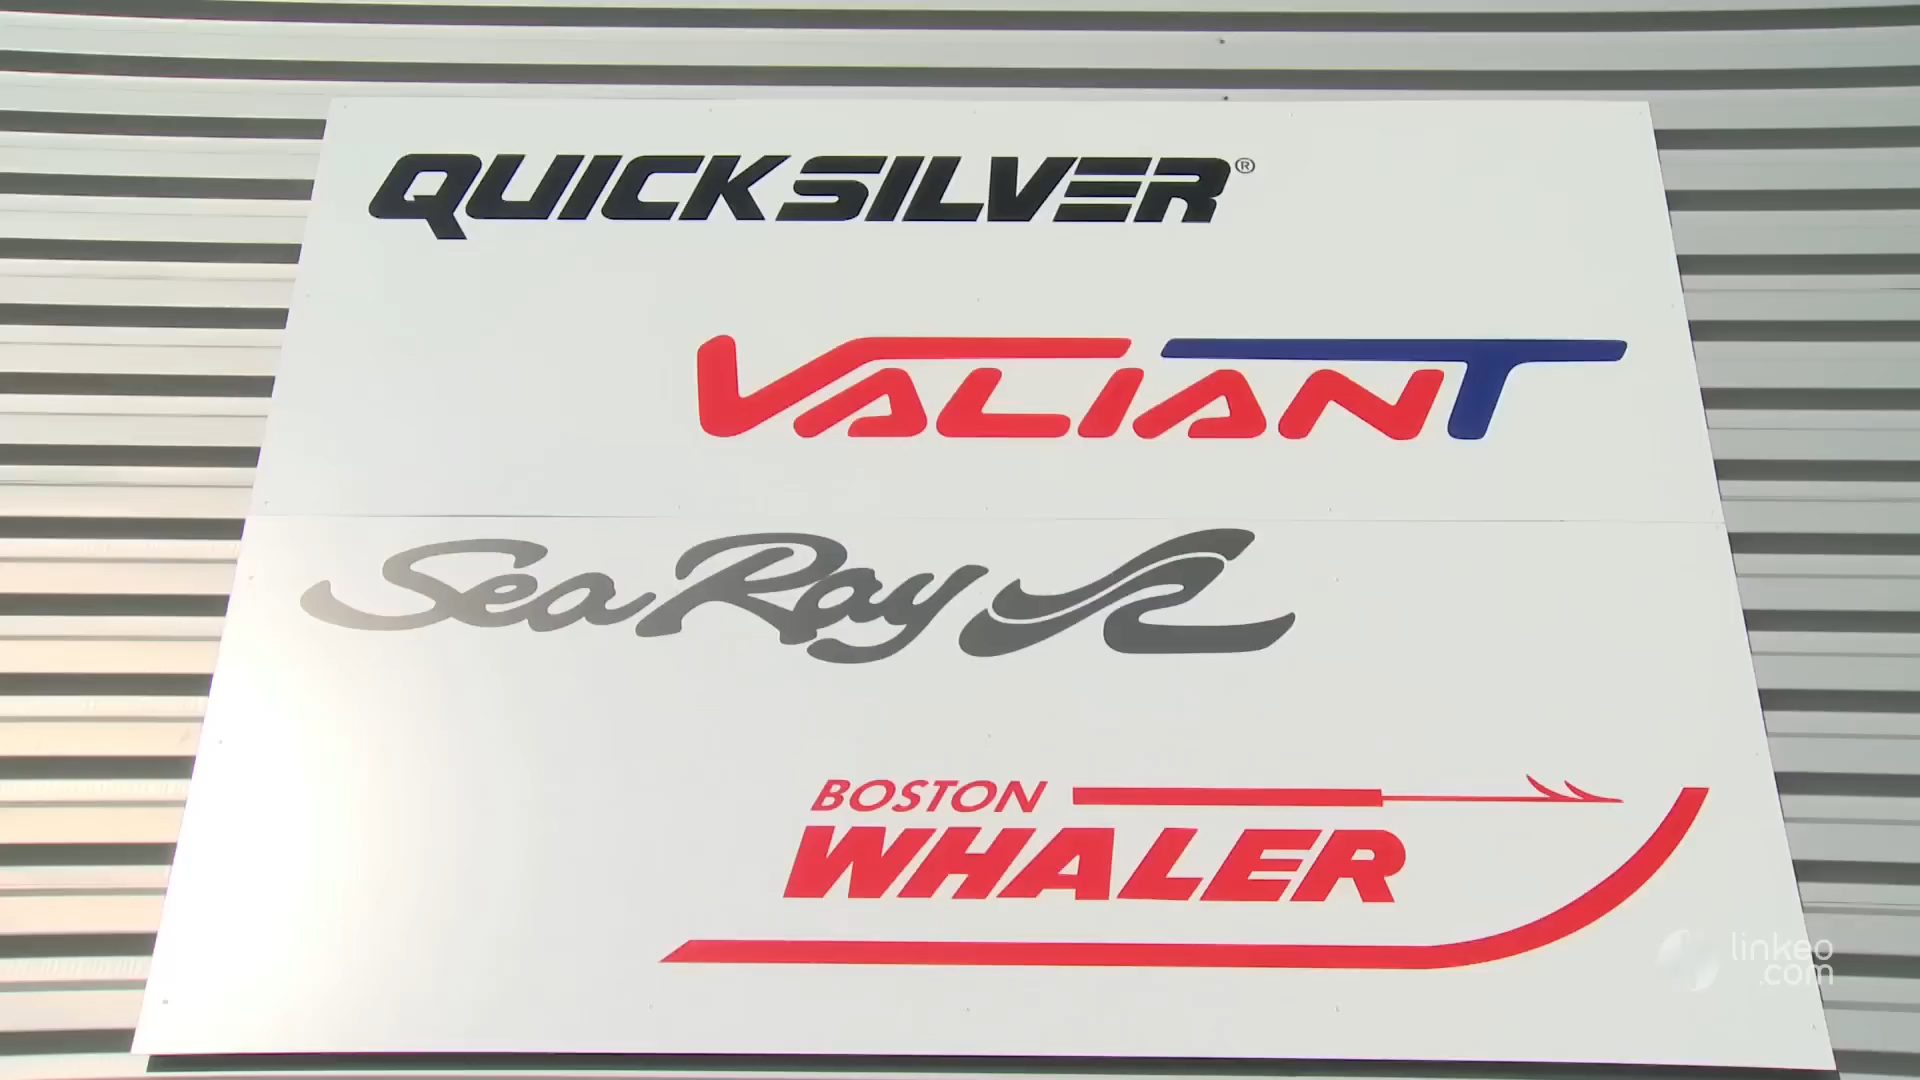 QUICKSILVER®
VALIANT
Sea Ray
BOSTON
WHALER
linkeo
.com